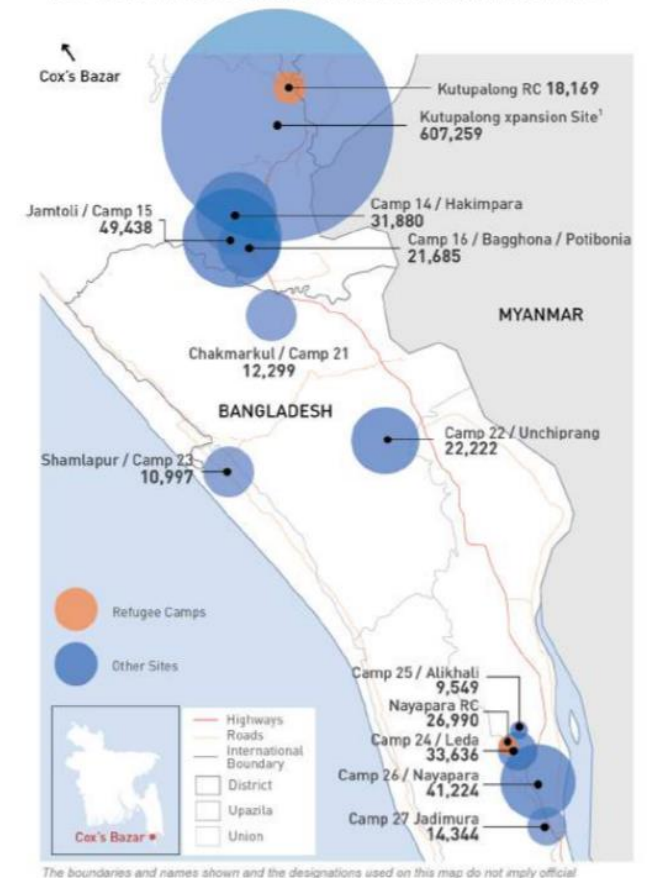 Cox's Bazar
Kutupalong RC 18,169
Kutupalong xpansion Site¹
607,259
Jamtoli / Camp 15
49,438
Camp 14 / Hakimpara
31,880
Camp 16 / Bagghona / Potibonia
21,685
MYANMAR
Chakmarkul / Camp 21
12,299
BANGLADESH
Camp 22 / Unchiprang
22,222
Shamlapur / Camp 23
10,997
Refugee Camps
Other Sites
Camp 25 / Alikhali
9,549
Nayapara RC
26,990
Camp 24 / Leda
33,636
Camp 26 / Nayapara
41,224
Camp 27 Jadimura
14,344
Highways
Roads
International
Boundary
District
Upazila
Union
Cox's Bazar
The boundaries and names shown and the designations used on this map do not imply official